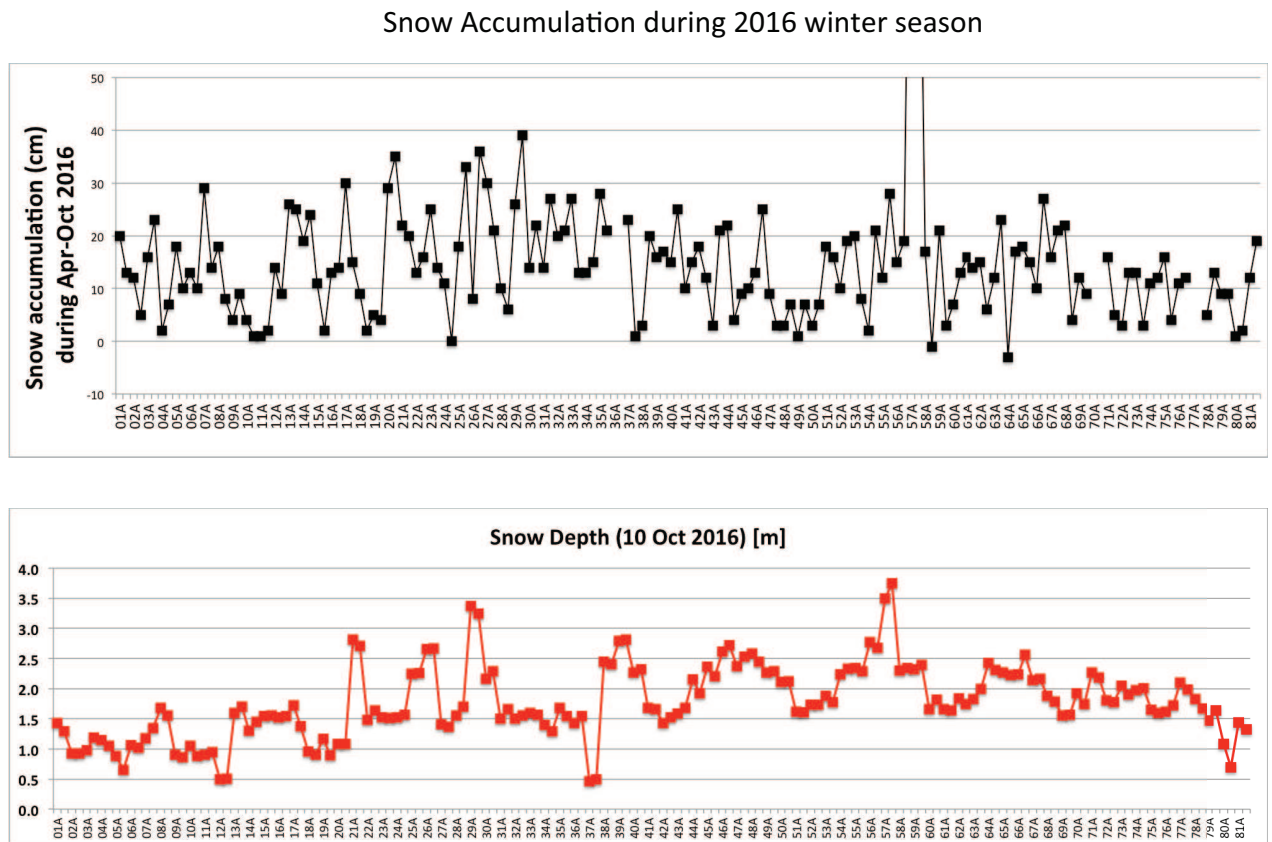 Snow Accumulation during 2016 winter season
Snow accumulation (cm)
during Apr-Oct 2016
50
40
30
20
10
0
-10
01A 02A 03A 04A 05A 06A 07A 08A 09A 10A 11A 12A 13A 14A 15A 16A 17A 18A 19A 20A 21A 22A 23A 24A 25A 26A 27A 28A 29A 30A 31A 32A 33A 34A 35A 36A 37A 38A 39A 40A 41A 42A 43A 44A 45A 46A 47A 48A 49A 50A 51A 52A 53A 54A 55A 56A 57A 58A 59A 60A G1A 62A 63A 64A 65A 66A 67A 68A 69A 70A 71A 72A 73A 74A 75A 76A 77A 78A 79A 80A 81A
Snow Depth (10 Oct 2016) [m]
4.0
3.5
3.0
2.5
2.0
1.5
1.0
0.5
0.0
01A 02A 03A 04A 05A 06A 07A 08A 09A 10A 11A 12A 13A 14A 15A 16A 17A 18A 19A 20A 21A 22A 23A 24A 25A 26A 27A 28A 29A 30A 31A 32A 33A 34A 35A 36A 37A 38A 39A 40A 41A 42A 43A 44A 45A 46A 47A 48A 49A 50A 51A 52A 53A 54A 55A 56A 57A 58A 59A 60A 61A 62A 63A 64A 65A 66A 67A 68A 69A 70A 71A 72A 73A 74A 75A 76A 77A 78A 79A 80A 81A